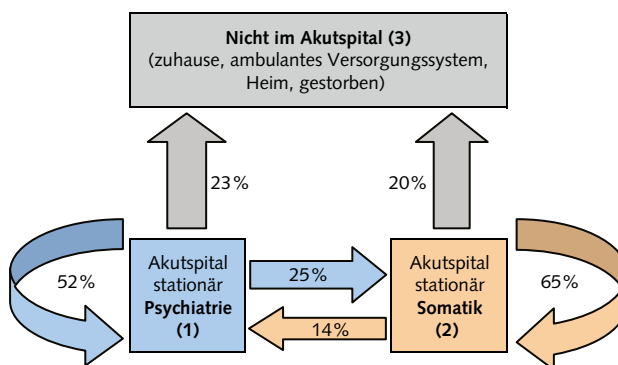 Nicht im Akutspital (3)
(zuhause, ambulantes Versorgungssystem,
Heim, gestorben)
23 %
20 %
52 %
Akutspital
stationär
Psychiatrie
(1)
25 %
14 %
Akutspital
stationär
Somatik
(2)
65 %